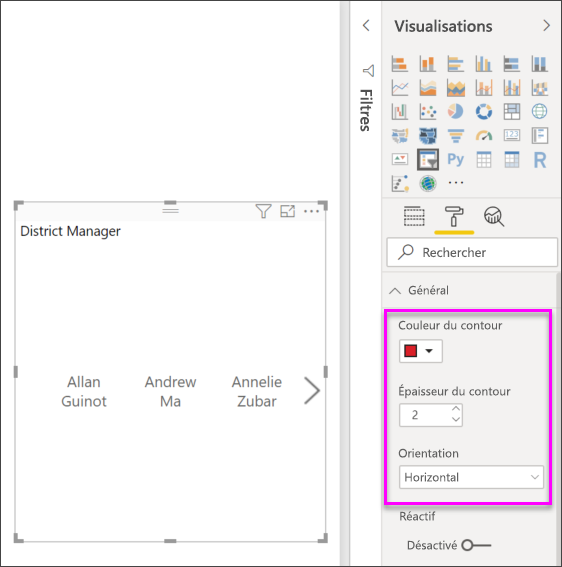 Visualisations
Filtres
123
Py
R
District Manager
Allan
Guinot
Andrew
Ma
Annelie
Zubar
Rechercher
Général
Couleur du contour
Épaisseur du contour
2
Orientation
Horizontal
Réactif
Désactivé